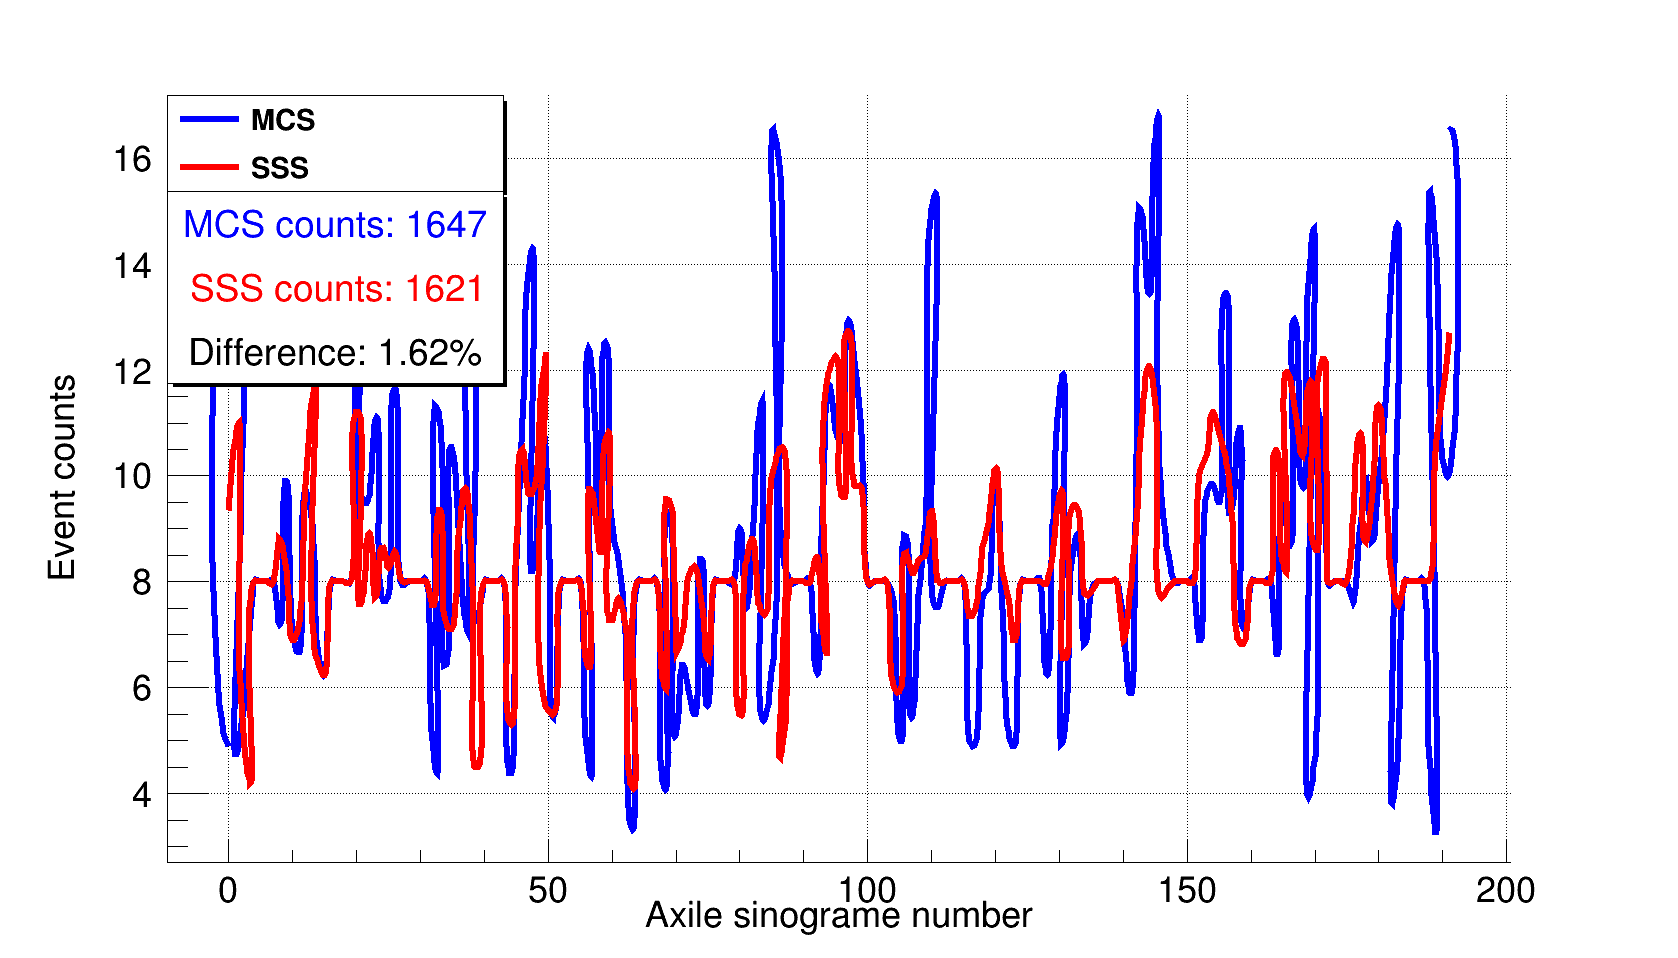 MCS
SSS
MCS counts: 1647
SSS counts: 1621
Difference: 1.62%
Event counts
16
14
12
10
8
6
4
0
50
100
150
200
Axile sinograme number